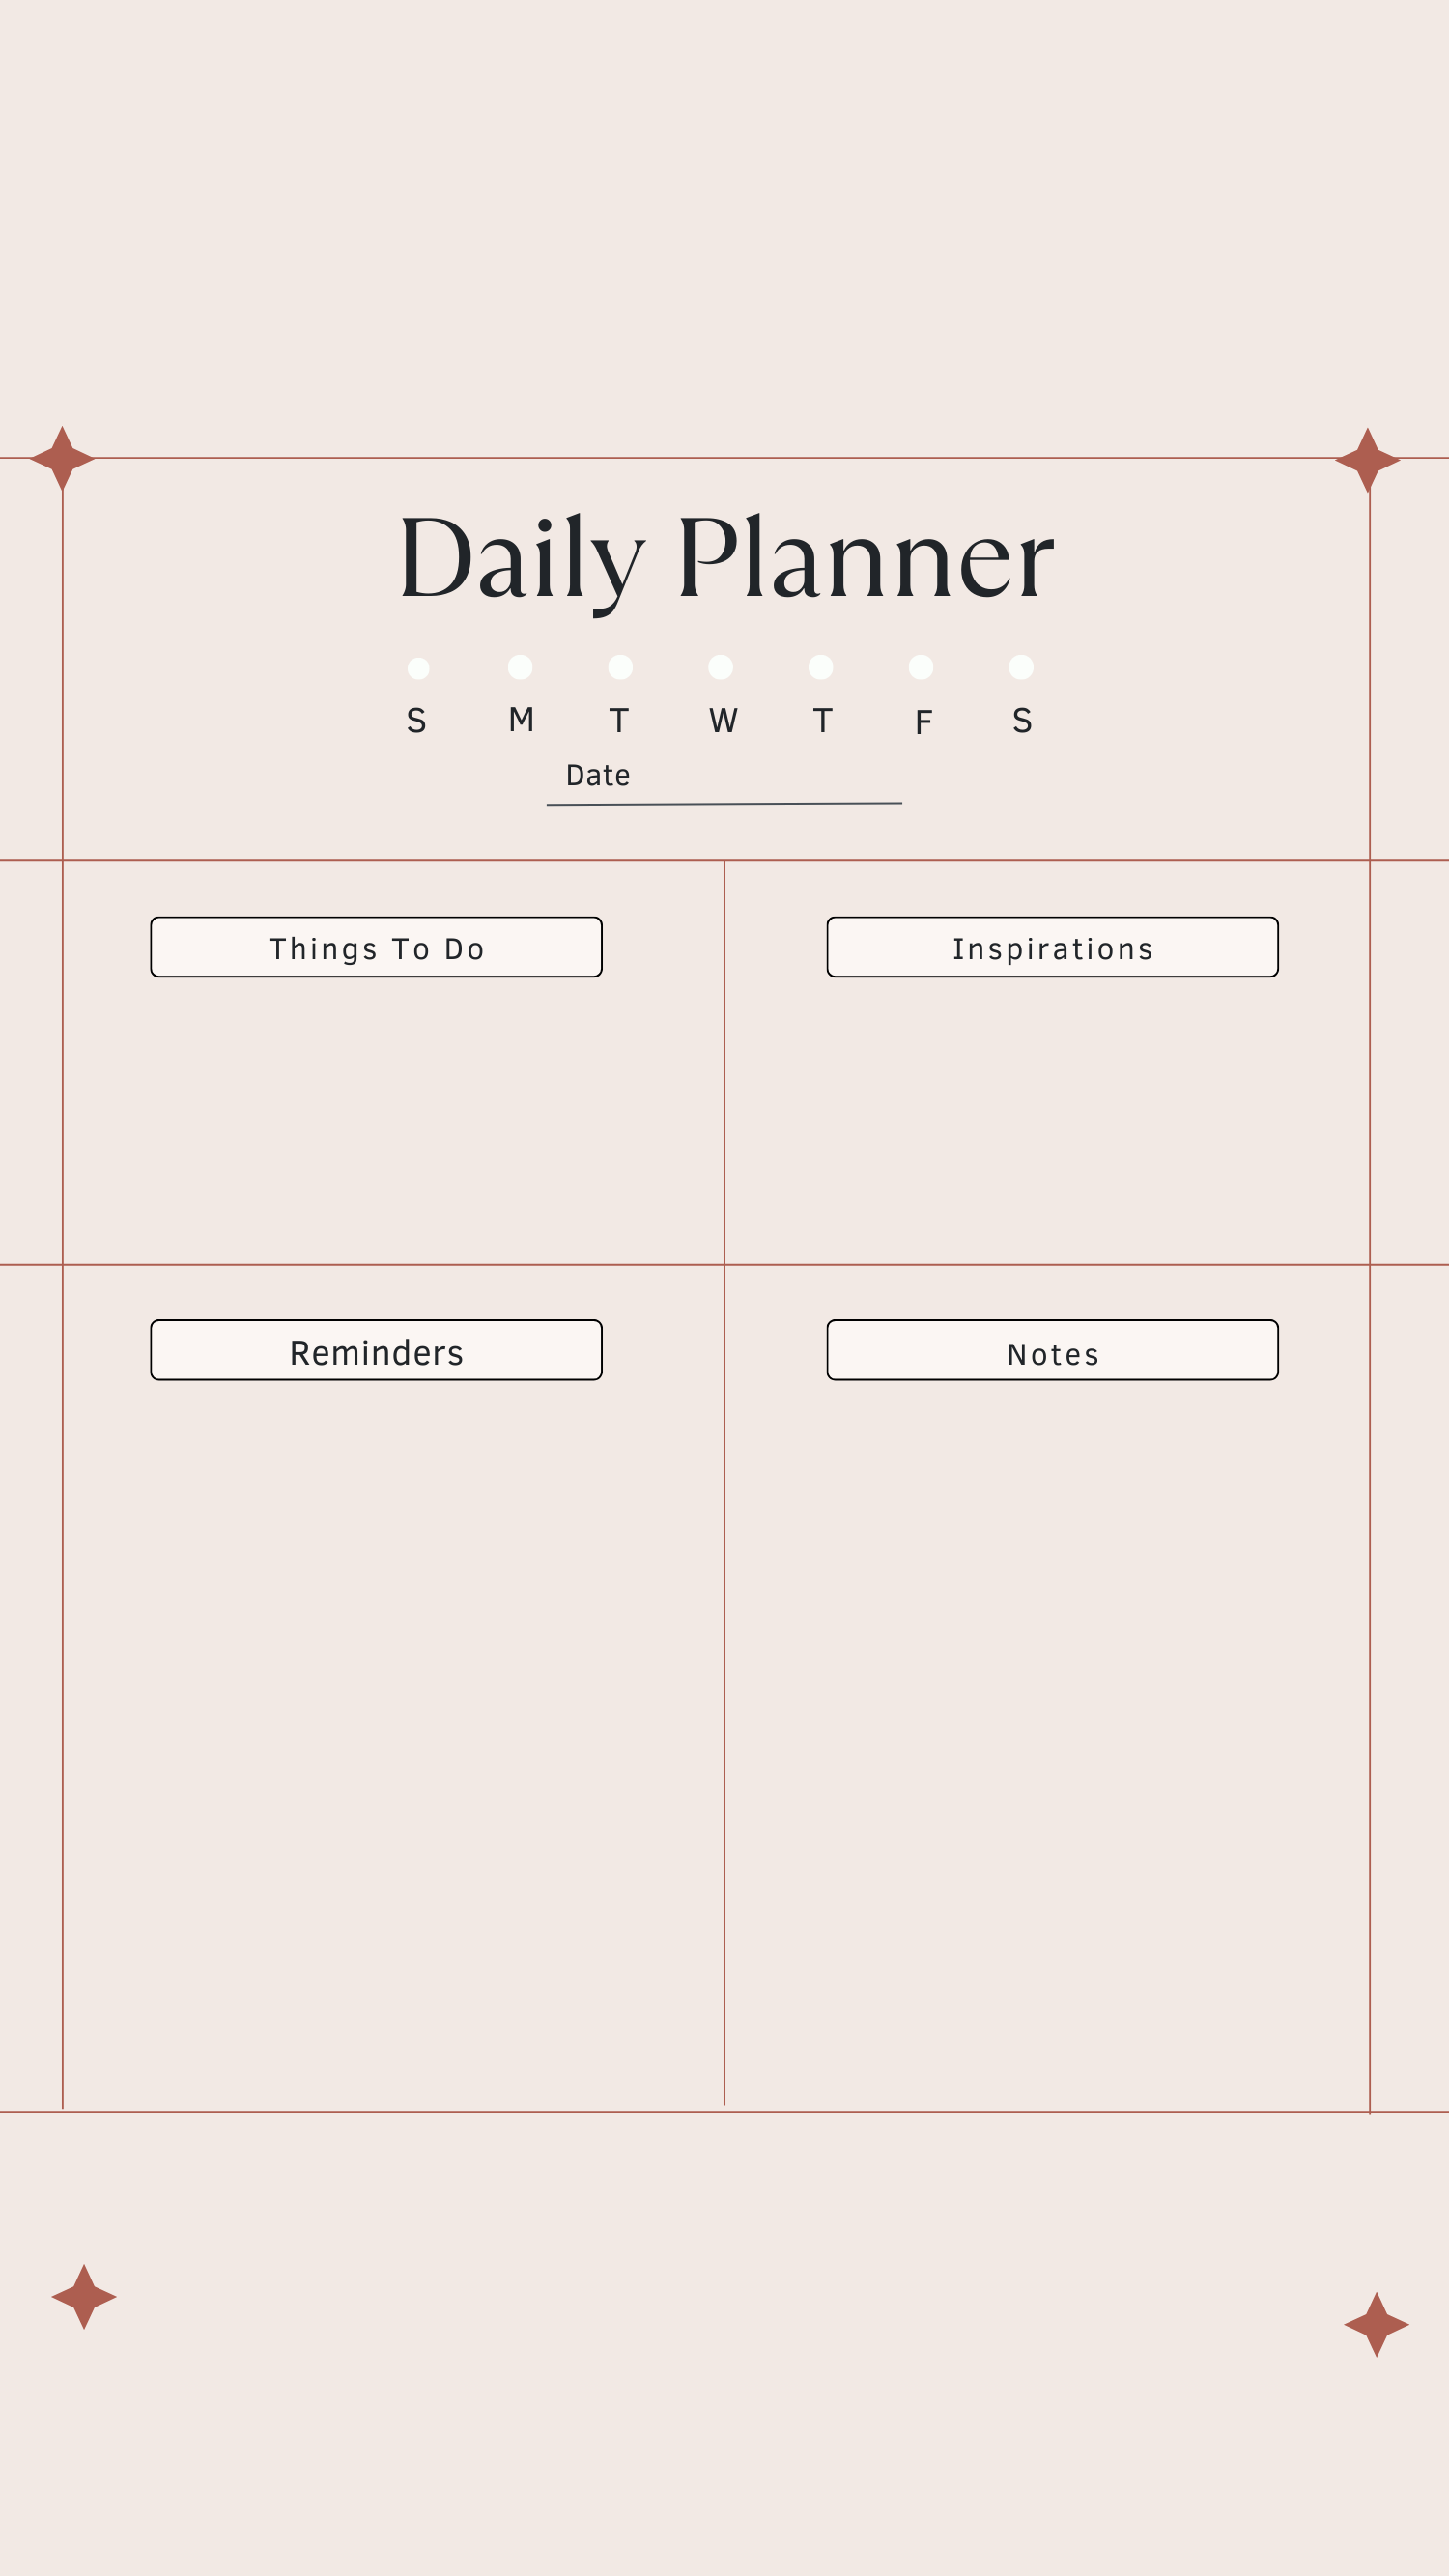 Daily Planner
S M T W T F S
Date
Things To Do
Inspirations
Reminders
Notes